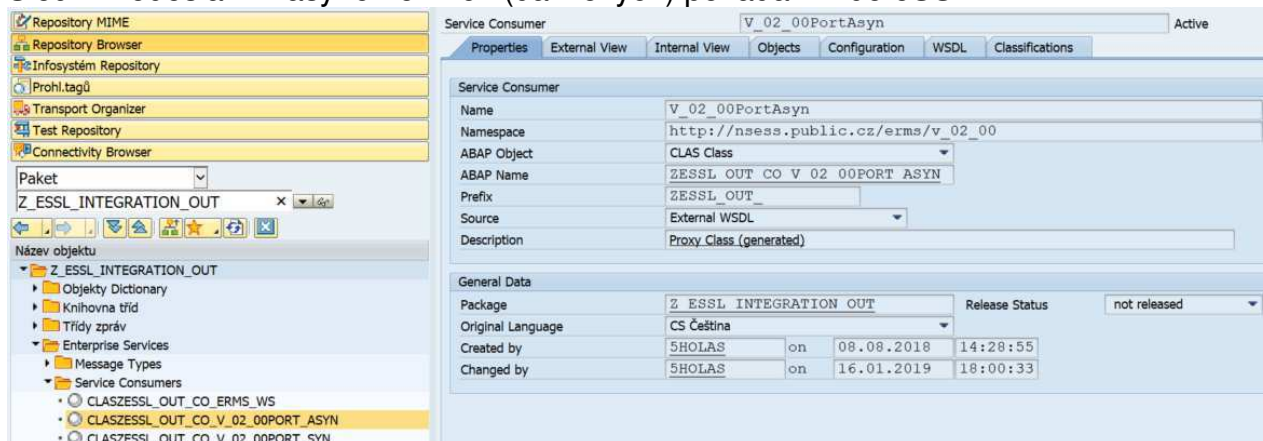 Repository MIME
Repository Browser
Infosystém Repository
Prohl.tagů
Transport Organizer
Test Repository
Connectivity Browser
Paket
Z_ESSL_INTEGRATION_OUT
Název objektu
Z_ESSL_INTEGRATION_OUT
Objekty Dictionary
Knihovna tříd
Třídy zpráv
Enterprise Services
Message Types
Service Consumers
CLASZESSL_OUT_CO_ERMS_WS
CLASZESSL_OUT_CO_V_02_00PORT_ASYN
CLASZESSL_OUT_CO_V_02_00PORT_SYN
Service Consumer V_02_00PortAsyn Active
Properties External View Internal View Objects Configuration WSDL Classifications
Service Consumer
Name V_02_00PortAsyn
Namespace http://nsess.public.cz/erms/v_02_00
ABAP Object CLAS Class
ABAP Name ZESSL_OUT_CO_V_02_00PORT_ASYN
Prefix ZESSL_OUT_
Source External WSDL
Description Proxy Class (generated)
General Data
Package Z_ESSL_INTEGRATION_OUT Release Status not released
Original Language CS Čeština
Created by 5HOLAS on 08.08.2018 14:28:55
Changed by 5HOLAS on 16.01.2019 18:00:33